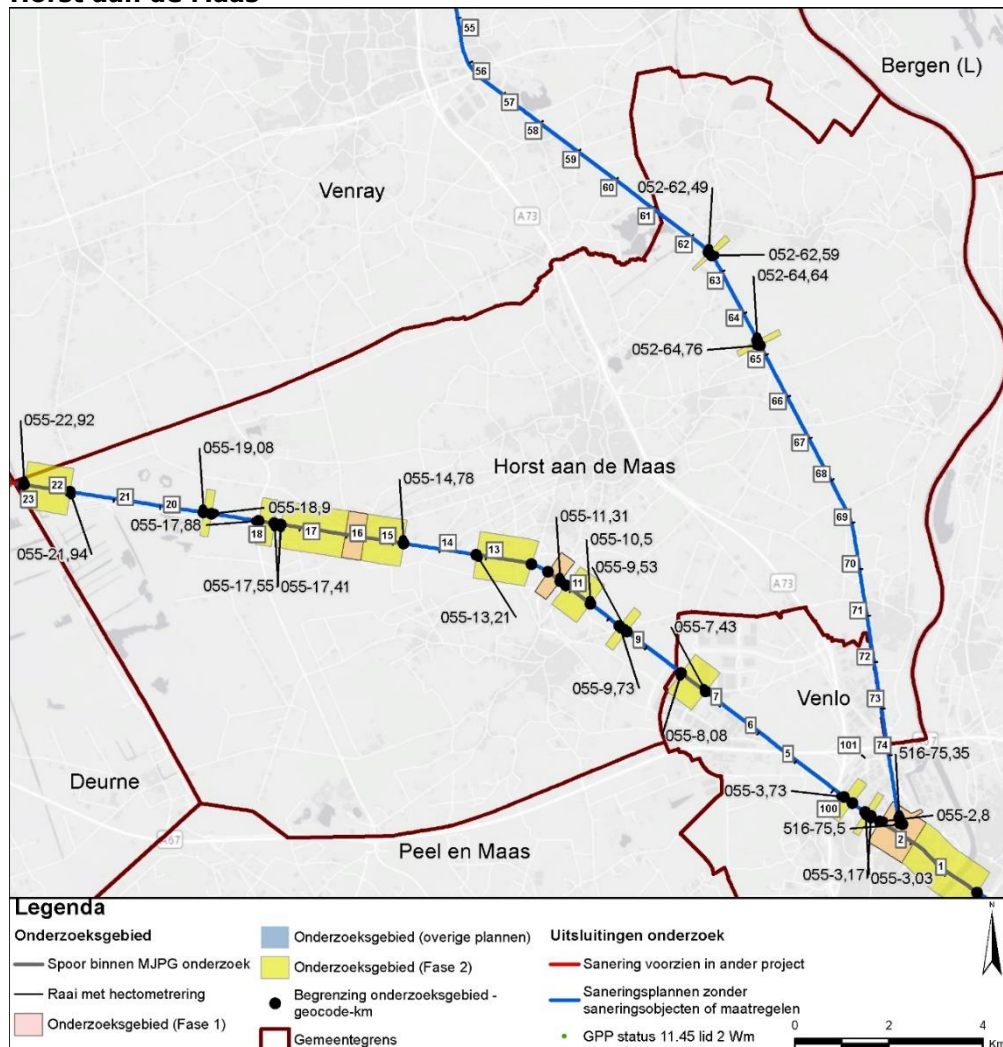 Horst aan de Maas
55
Bergen (L)
56
57
58
59
Venray
60
052-62,49
61
A73
62
052-62,59
63
052-64,64
64
052-64,76
65
66
055-22,92
67
055-19,08
Horst aan de Maas
055-14,78
68
22
21
20
055-18,9
23
055-17,88
055-11,31
69
18
17
16
15
14
13
055-10,5
055-21,94
055-9,53
70
A73
055-17,55
055-17,41
11
055-13,21
71
9
055-7,43
72
055-9,73
Venlo
7
73
6
055-8,08
101
74
7
5
516-75,35
Deurne
055-3,73
100
055-2,8
A67
516-75,5
2
Peel en Maas
1
055-3,17
055-3,03
Legenda
Onderzoeksgebied
Spoor binnen MJPG onderzoek
Raai met hectometrering
Onderzoeksgebied (Fase 1)
Onderzoeksgebied (overige plannen)
Onderzoeksgebied (Fase 2)
Begrenzing onderzoeksgebied -
geocode-km
Gemeentegrens
Uitsluitingen onderzoek
Sanering voorzien in ander project
Saneringsplannen zonder
saneringsobjecten of maatregelen
GPP status 11.45 lid 2 Wm
N
0 2 4
Km